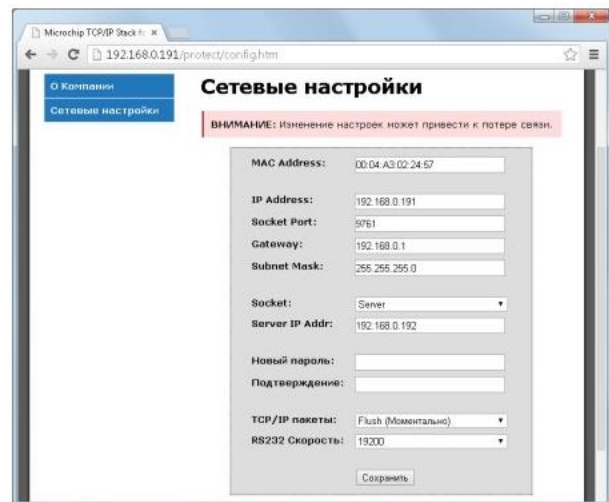 Microchip TCP/IP Stack f
192.168.0.191/protect/config.htm
О Компании
Сетевые настройки
Сетевые настройки
ВНИМАНИЕ: Изменение настроек может привести к потере связи.
MAC Address: 00:04:A3:02:24:57
IP Address: 192.168.0.191
Socket Port: 9761
Gateway: 192.168.0.1
Subnet Mask: 255.255.255.0
Socket: Server
Server IP Addr: 192.168.0.192
Новый пароль:
Подтверждение:
TCP/IP пакеты: Flush (Моментально)
RS232 Скорость: 19200
Сохранить